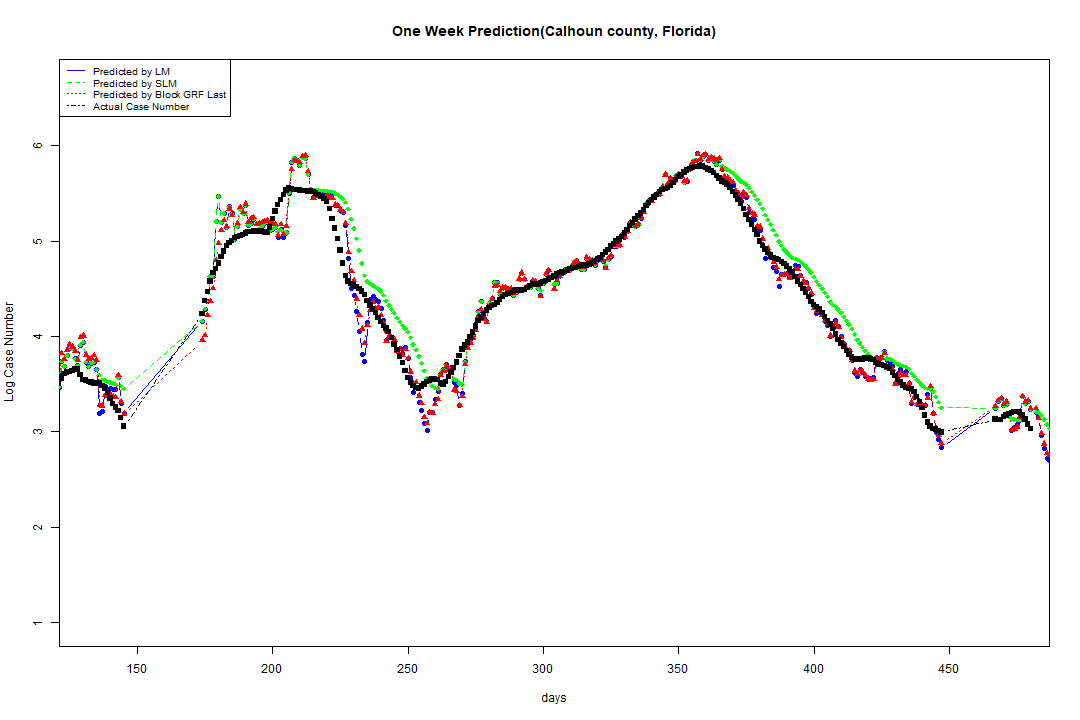 One Week Prediction(Calhoun county, Florida)
Predicted by LM
Predicted by SLM
Predicted by Block GRF Last
Actual Case Number
6
5
4
3
2
1
Log Case Number
150 200 250 300 350 400 450
days